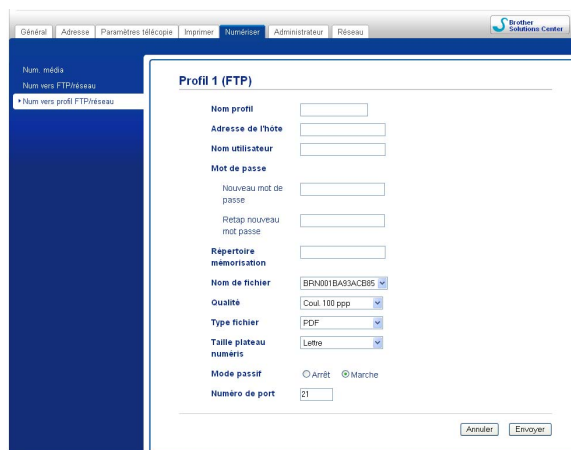 Brother
Solutions Center
Général Adresse Paramètres télécopie Imprimer Numériser Administrateur Réseau
Num. média
Num vers FTP/réseau
Num vers profil FTP/réseau
Profil 1 (FTP)
Nom profil
Adresse de l'hôte
Nom utilisateur
Mot de passe
Nouveau mot de
passe
Retap nouveau
mot passe
Répertoire
mémorisation
Nom de fichier BRN001BA93ACB85
Qualité Coul. 100 ppp
Type fichier PDF
Taille plateau
numéris Lettre
Mode passif Arrêt Marche
Numéro de port 21
Annuler Envoyer